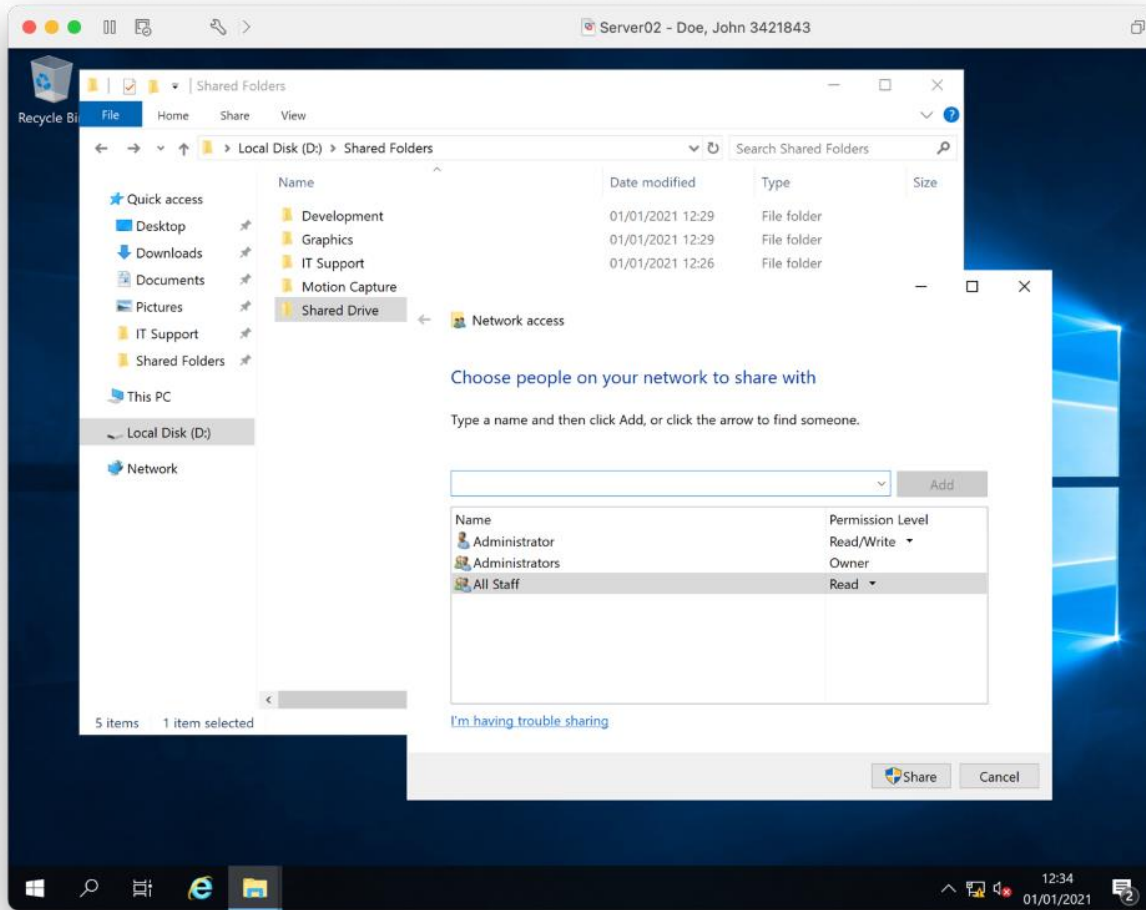 Server02 - Doe, John 3421843
Recycle Bi
Shared Folders
File Home Share View
Local Disk (D:) > Shared Folders
Search Shared Folders
Name Date modified Type Size
Quick access
Desktop
Downloads
Documents
Pictures
IT Support
Shared Folders
This PC
Local Disk (D:)
Network
Development 01/01/2021 12:29 File folder
Graphics 01/01/2021 12:29 File folder
IT Support 01/01/2021 12:26 File folder
Motion Capture
Shared Drive
5 items 1 item selected
Network access
Choose people on your network to share with
Type a name and then click Add, or click the arrow to find someone.
Add
Name Permission Level
Administrator Read/Write
Administrators Owner
All Staff Read
I'm having trouble sharing
Share Cancel
12:34
01/01/2021
2